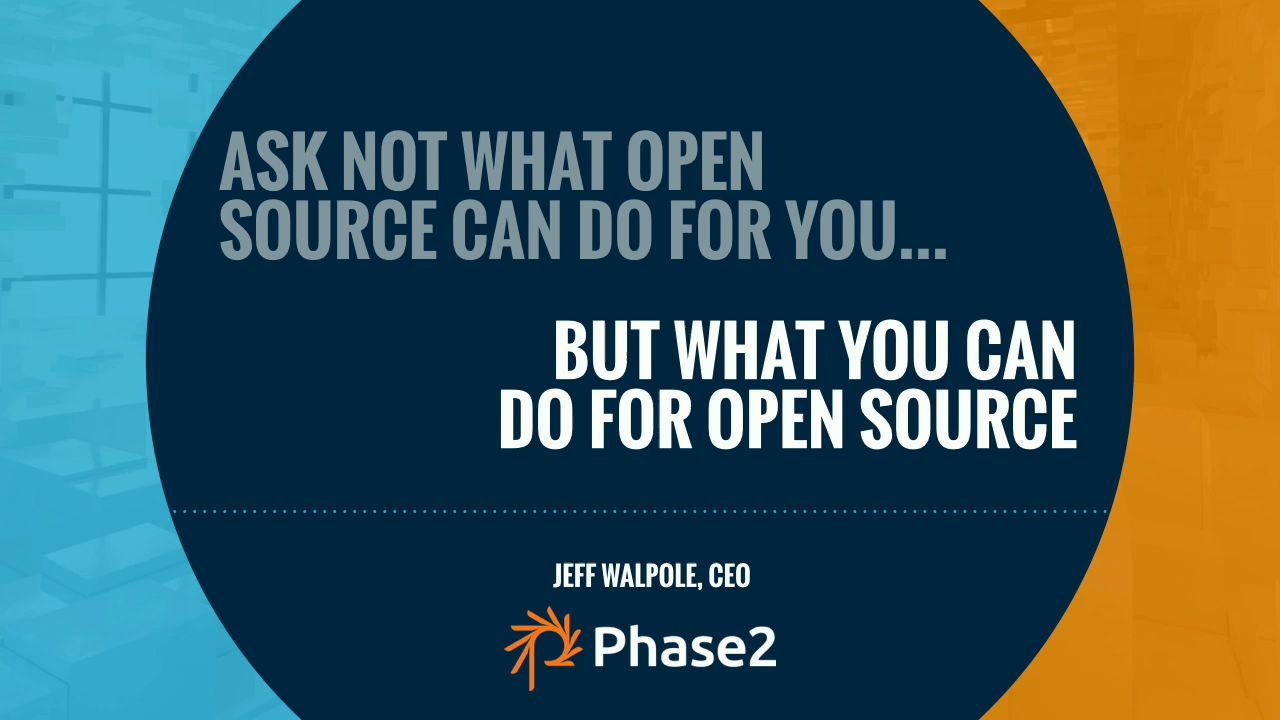 ASK NOT WHAT OPEN
SOURCE CAN DO FOR YOU...
BUT WHAT YOU CAN
DO FOR OPEN SOURCE
JEFF WALPOLE, CEO
Phase2